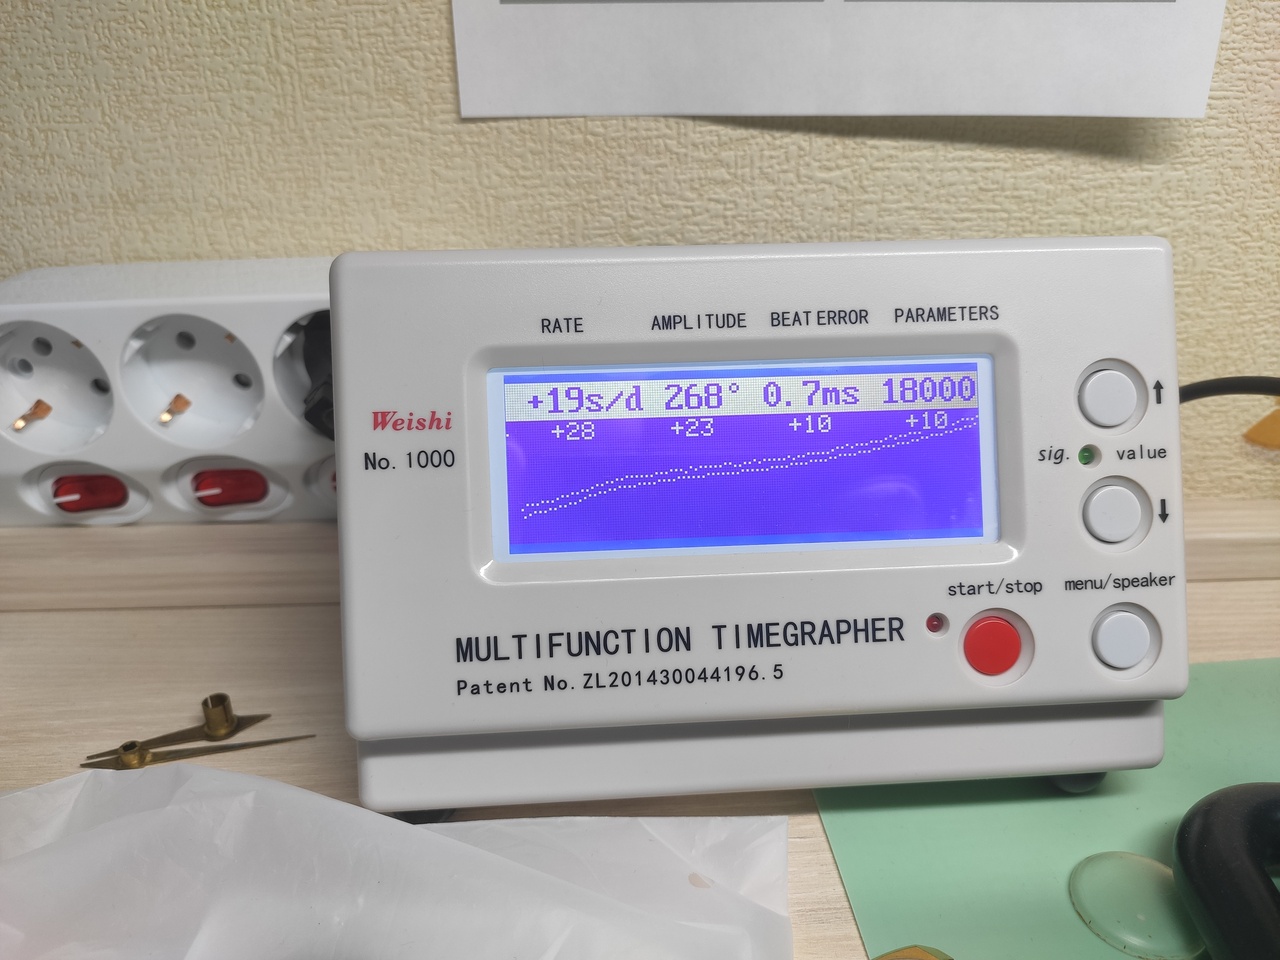 RATE AMPLITUDE BEAT ERROR PARAMETERS
+19s/d 268° 0.7ms 18000
+28 +23 +10 +10
Weishi
No. 1000
sig. value
start/stop menu/speaker
MULTIFUNCTION TIMEGRAPHER
Patent No. ZL201430044196.5